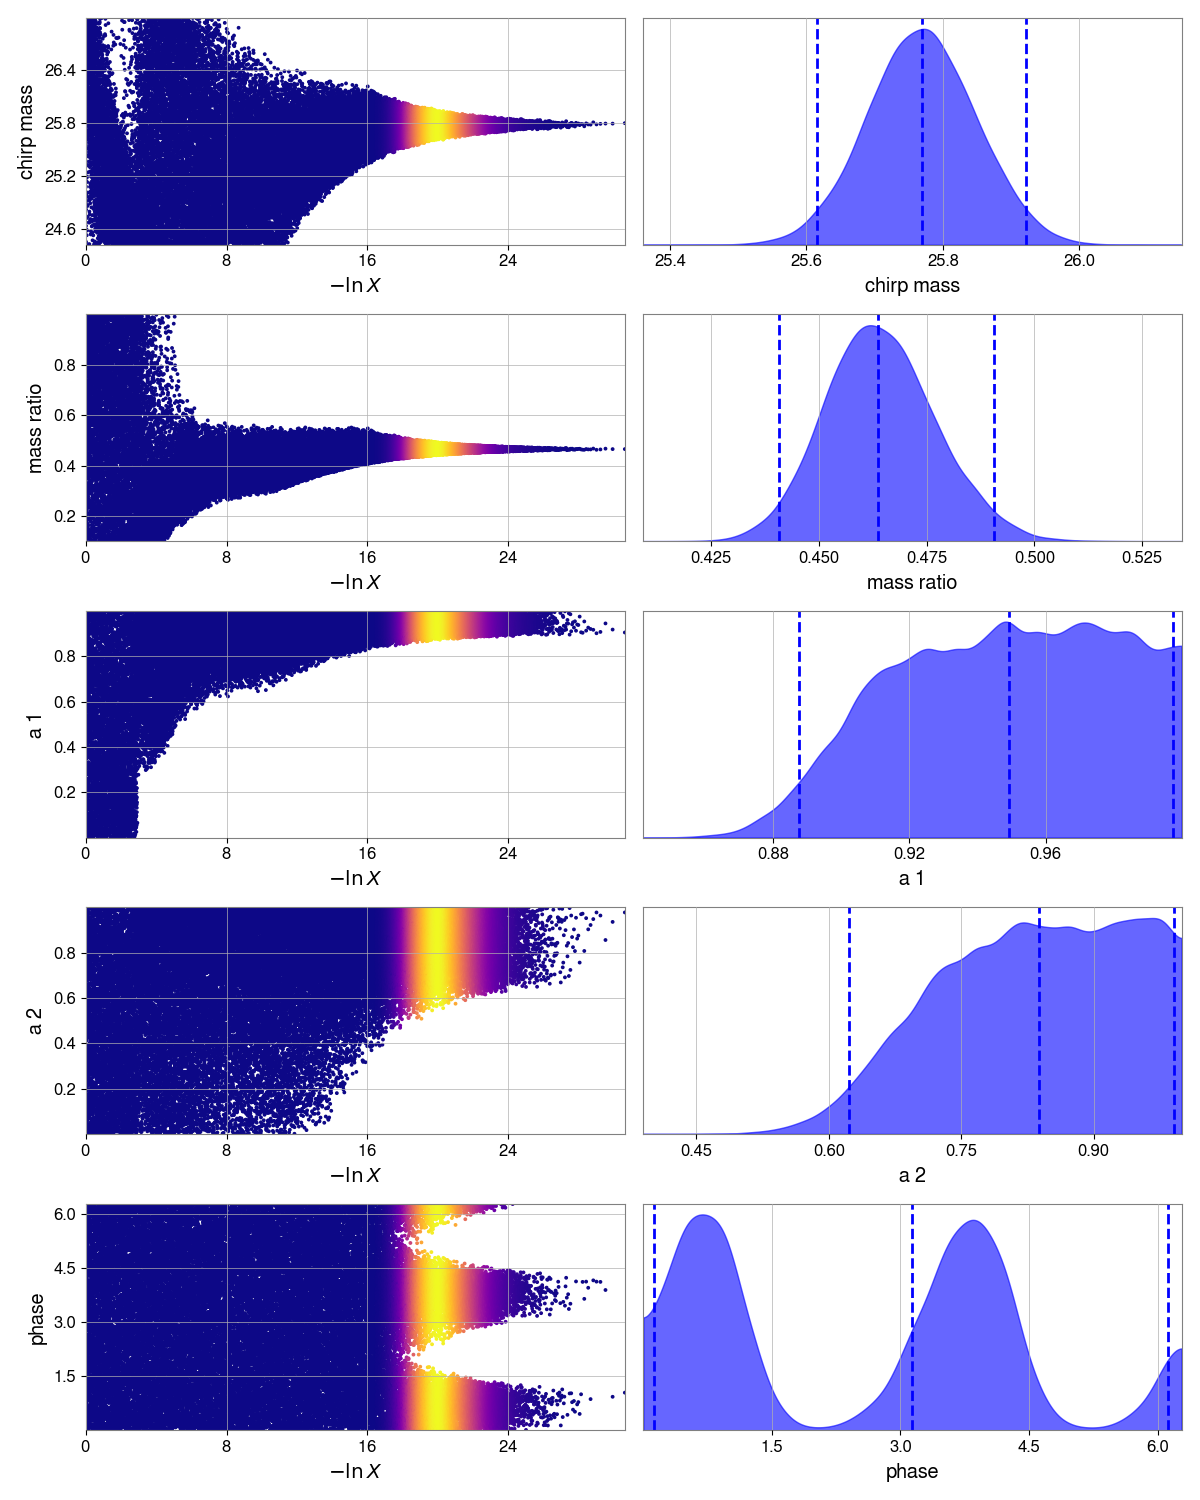 chirp mass
26.4
25.8
25.2
24.6
0 8 16 24
−ln X
25.4 25.6 25.8 26.0
chirp mass
mass ratio
0.8
0.6
0.4
0.2
0 8 16 24
−ln X
0.425 0.450 0.475 0.500 0.525
mass ratio
a 1
0.8
0.6
0.4
0.2
0 8 16 24
−ln X
0.88 0.92 0.96
a 1
a 2
0.8
0.6
0.4
0.2
0 8 16 24
−ln X
0.45 0.60 0.75 0.90
a 2
phase
6.0
4.5
3.0
1.5
0 8 16 24
−ln X
1.5 3.0 4.5 6.0
phase